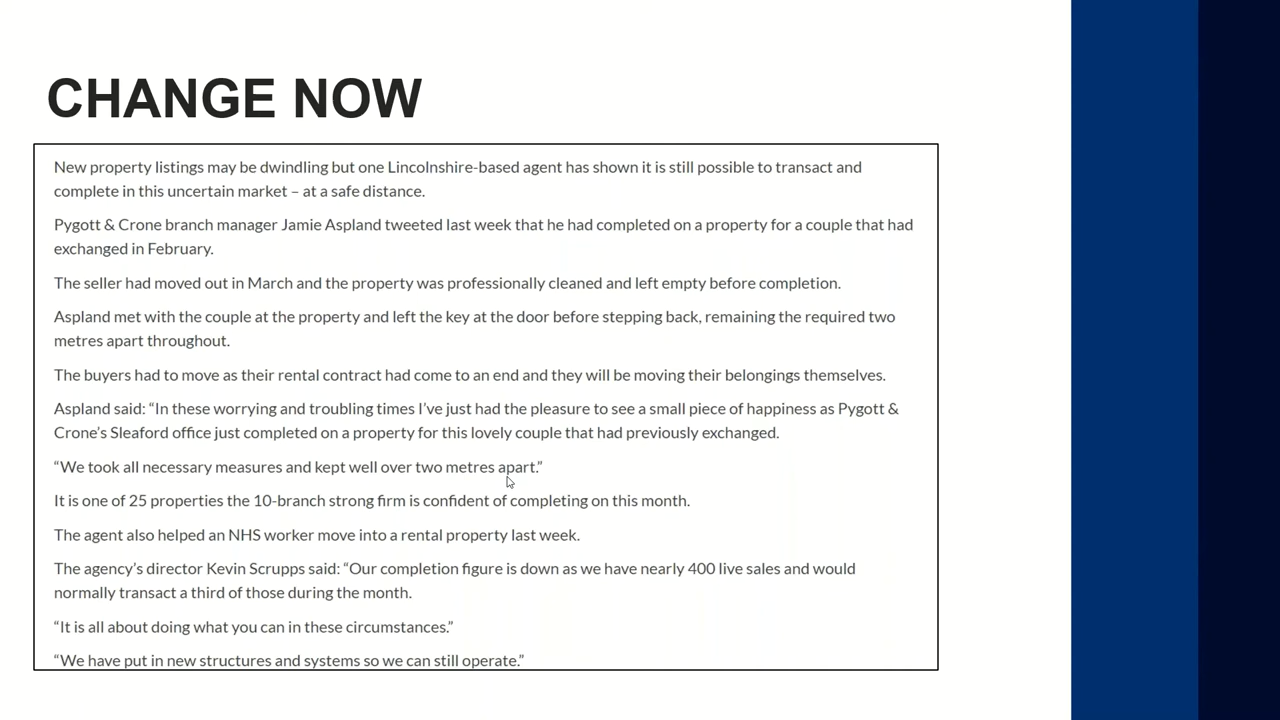 CHANGE NOW
New property listings may be dwindling but one Lincolnshire-based agent has shown it is still possible to transact and
complete in this uncertain market – at a safe distance.
Pygott & Crone branch manager Jamie Aspland tweeted last week that he had completed on a property for a couple that had
exchanged in February.
The seller had moved out in March and the property was professionally cleaned and left empty before completion.
Aspland met with the couple at the property and left the key at the door before stepping back, remaining the required two
metres apart throughout.
The buyers had to move as their rental contract had come to an end and they will be moving their belongings themselves.
Aspland said: “In these worrying and troubling times I’ve just had the pleasure to see a small piece of happiness as Pygott &
Crone’s Sleaford office just completed on a property for this lovely couple that had previously exchanged.
“We took all necessary measures and kept well over two metres apart.”
It is one of 25 properties the 10-branch strong firm is confident of completing on this month.
The agent also helped an NHS worker move into a rental property last week.
The agency’s director Kevin Scrupps said: “Our completion figure is down as we have nearly 400 live sales and would
normally transact a third of those during the month.
“It is all about doing what you can in these circumstances.”
“We have put in new structures and systems so we can still operate.”